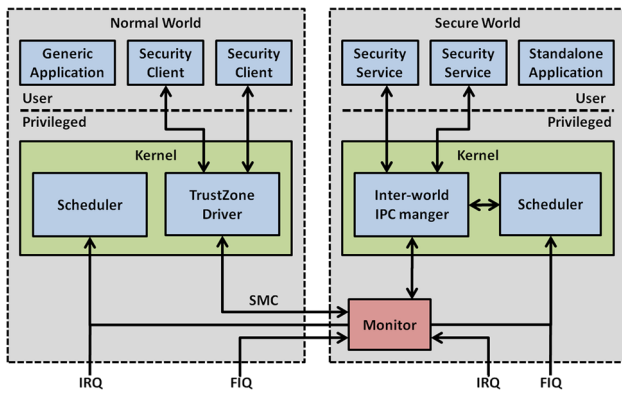 Normal World
Secure World
Generic
Application
Security
Client
Security
Client
Security
Service
Security
Service
Standalone
Application
User
User
Privileged
Privileged
Kernel
Kernel
Scheduler
TrustZone
Driver
Inter-world
IPC manger
Scheduler
SMC
Monitor
IRQ
FIQ
IRQ
FIQ